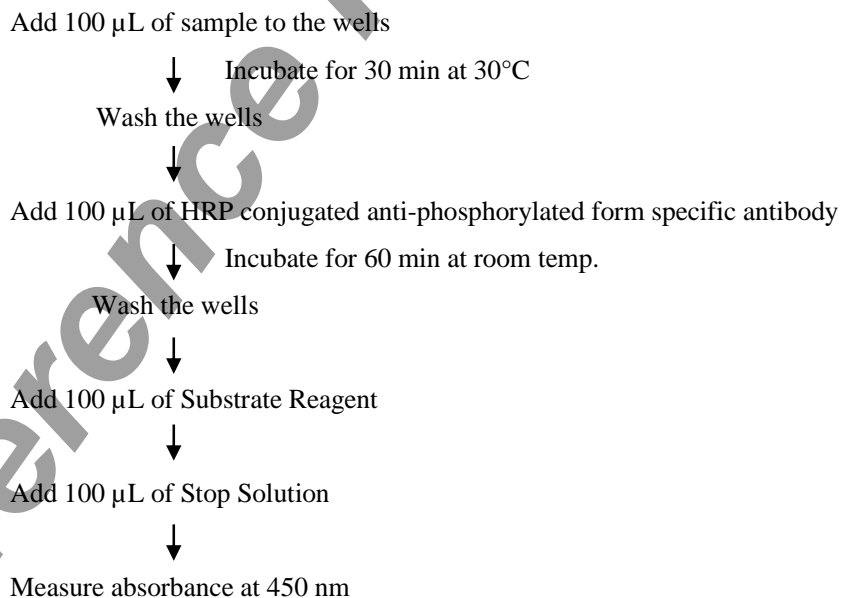 Add 100 µL of sample to the wells
Incubate for 30 min at 30°C
Wash the wells
Add 100 µL of HRP conjugated anti-phosphorylated form specific antibody
Incubate for 60 min at room temp.
Wash the wells
Add 100 µL of Substrate Reagent
Add 100 µL of Stop Solution
Measure absorbance at 450 nm